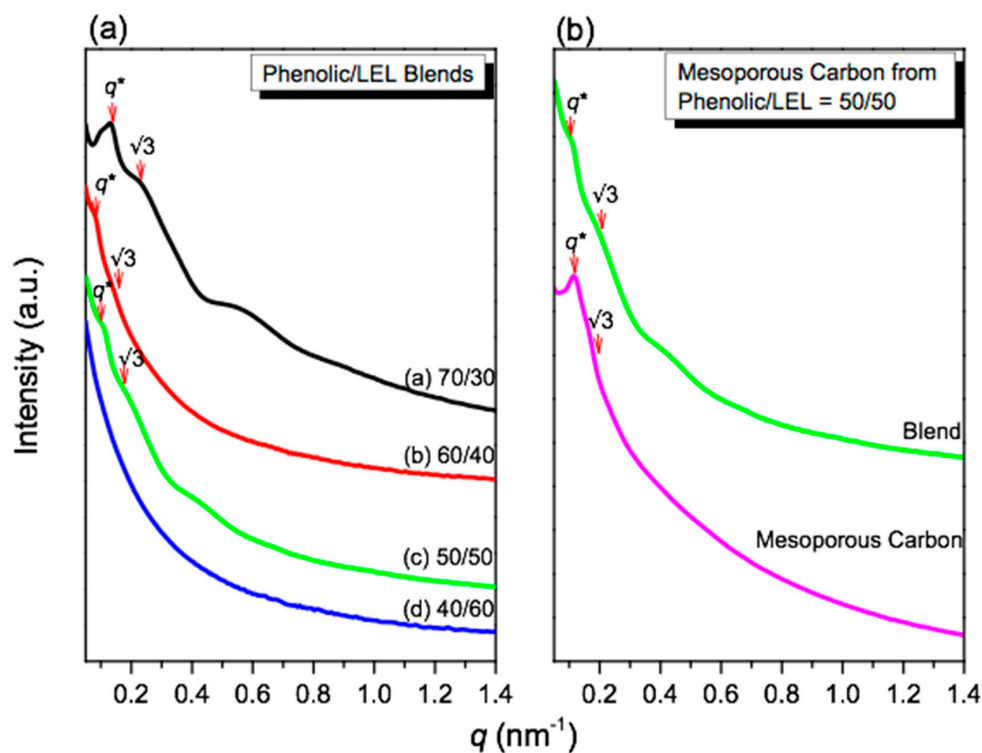 (a)
Phenolic/LEL Blends
q*
√3
q*
√3
q*
√3
(a) 70/30
(b) 60/40
(c) 50/50
(d) 40/60
0.2 0.4 0.6 0.8 1.0 1.2 1.4
Intensity (a.u.)
(b)
Mesoporous Carbon from
Phenolic/LEL = 50/50
q*
√3
q*
√3
Blend
Mesoporous Carbon
0.2 0.4 0.6 0.8 1.0 1.2 1.4
q (nm⁻¹)